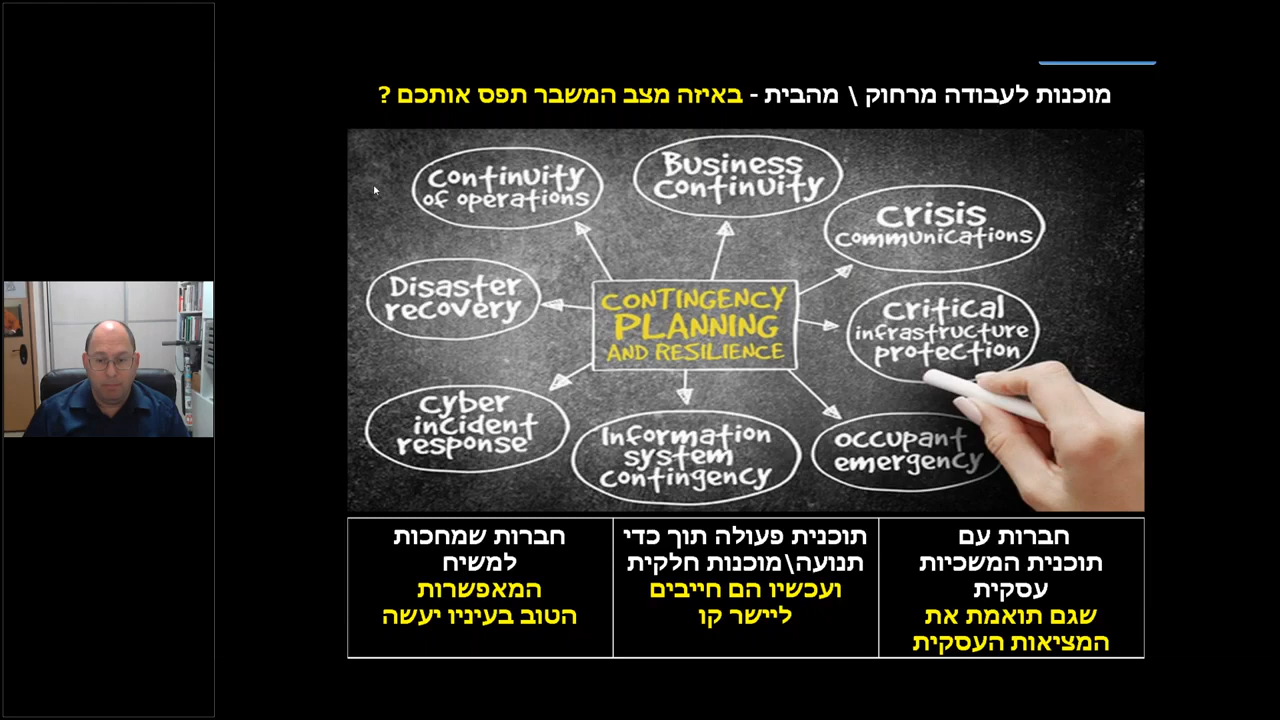 מוכנות לעבודה מרחוק \ מהבית - באיזה מצב המשבר תפס אותכם ?
Continuity
of operations
Business
Continuity
Crisis
communications
Disaster
recovery
CONTINGENCY
PLANNING
AND RESILIENCE
Critical
infrastructure
protection
Cyber
incident
response
Information
system
contingency
Occupant
emergency
חברות עם
תוכנית המשכיות
עסקית
שגם תואמת את
המציאות העסקית
תוכנית פעולה תוך כדי
תנועה\מוכנות חלקית
ועכשיו הם חייבים
ליישר קו
חברות שמחכות
למשיח
המאפשרות
הטוב בעיניו יעשה